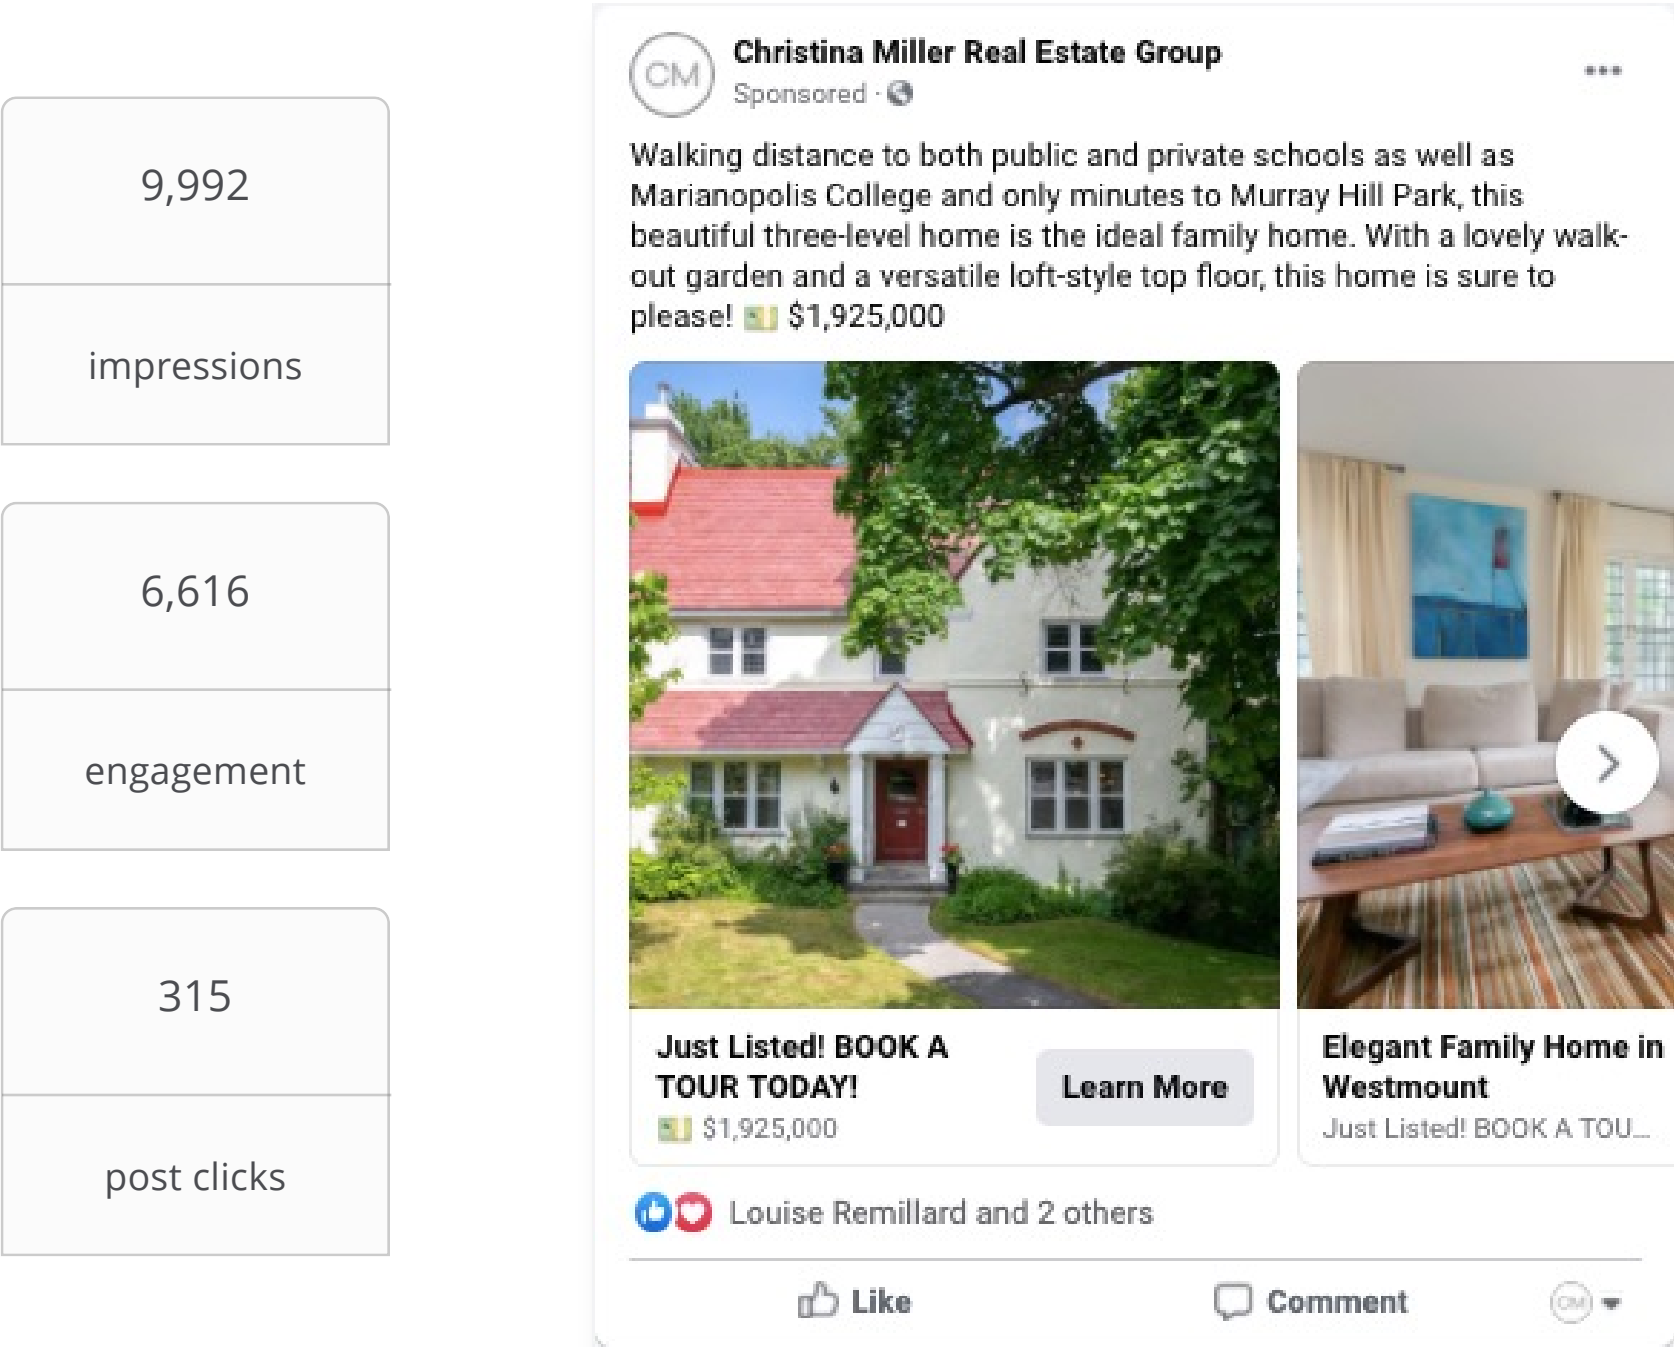 9,992
impressions
6,616
engagement
315
post clicks
CM
Christina Miller Real Estate Group
Sponsored ·
Walking distance to both public and private schools as well as
Marianopolis College and only minutes to Murray Hill Park, this
beautiful three-level home is the ideal family home. With a lovely walk-
out garden and a versatile loft-style top floor, this home is sure to
please! 💵 $1,925,000
Just Listed! BOOK A
TOUR TODAY!
💵 $1,925,000
Learn More
Elegant Family Home in
Westmount
Just Listed! BOOK A TOU...
Louise Remillard and 2 others
Like
Comment
CM